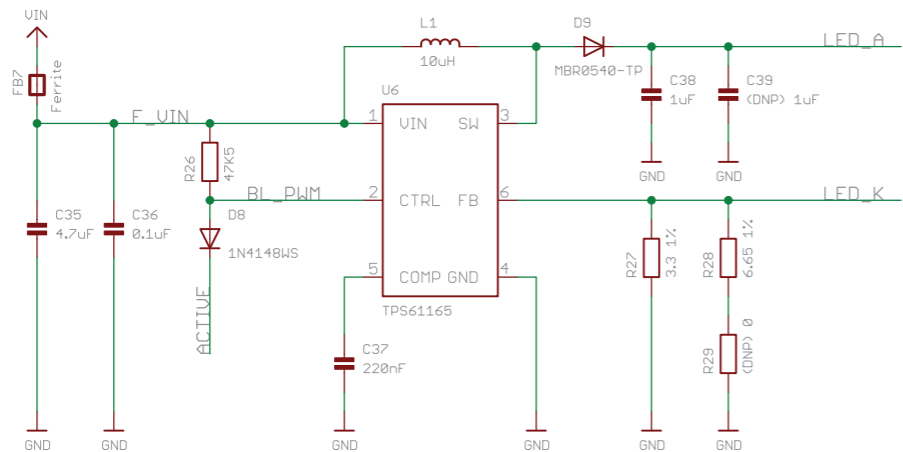 VIN
L1
10uH
D9
MBR0540-TP
LED_A
FB7
Ferrite
C38
1uF
C39
(DNP) 1uF
U6
F_VIN
1
VIN
SW
3
GND
GND
R26
47K5
BL_PWM
2
CTRL
FB
6
LED_K
C35
4.7uF
C36
0.1uF
D8
1N4148WS
ACTIVE
5
COMP
GND
4
TPS61165
R27
3.3 1%
R28
6.65 1%
C37
220nF
R29
(DNP) 0
GND
GND
GND
GND
GND
GND